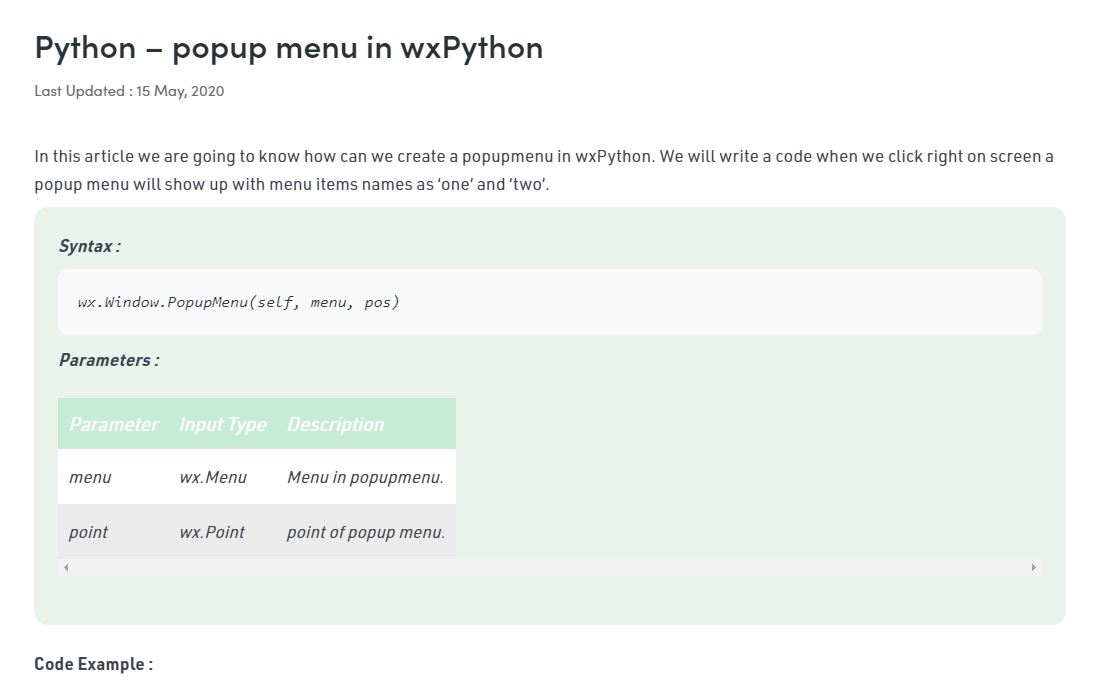 Python – popup menu in wxPython
Last Updated : 15 May, 2020
In this article we are going to know how can we create a popupmenu in wxPython. We will write a code when we click right on screen a
popup menu will show up with menu items names as ‘one’ and ‘two’.
Syntax :
wx.Window.PopupMenu(self, menu, pos)
Parameters :
Parameter Input Type Description
menu wx.Menu Menu in popupmenu.
point wx.Point point of popup menu.
Code Example :